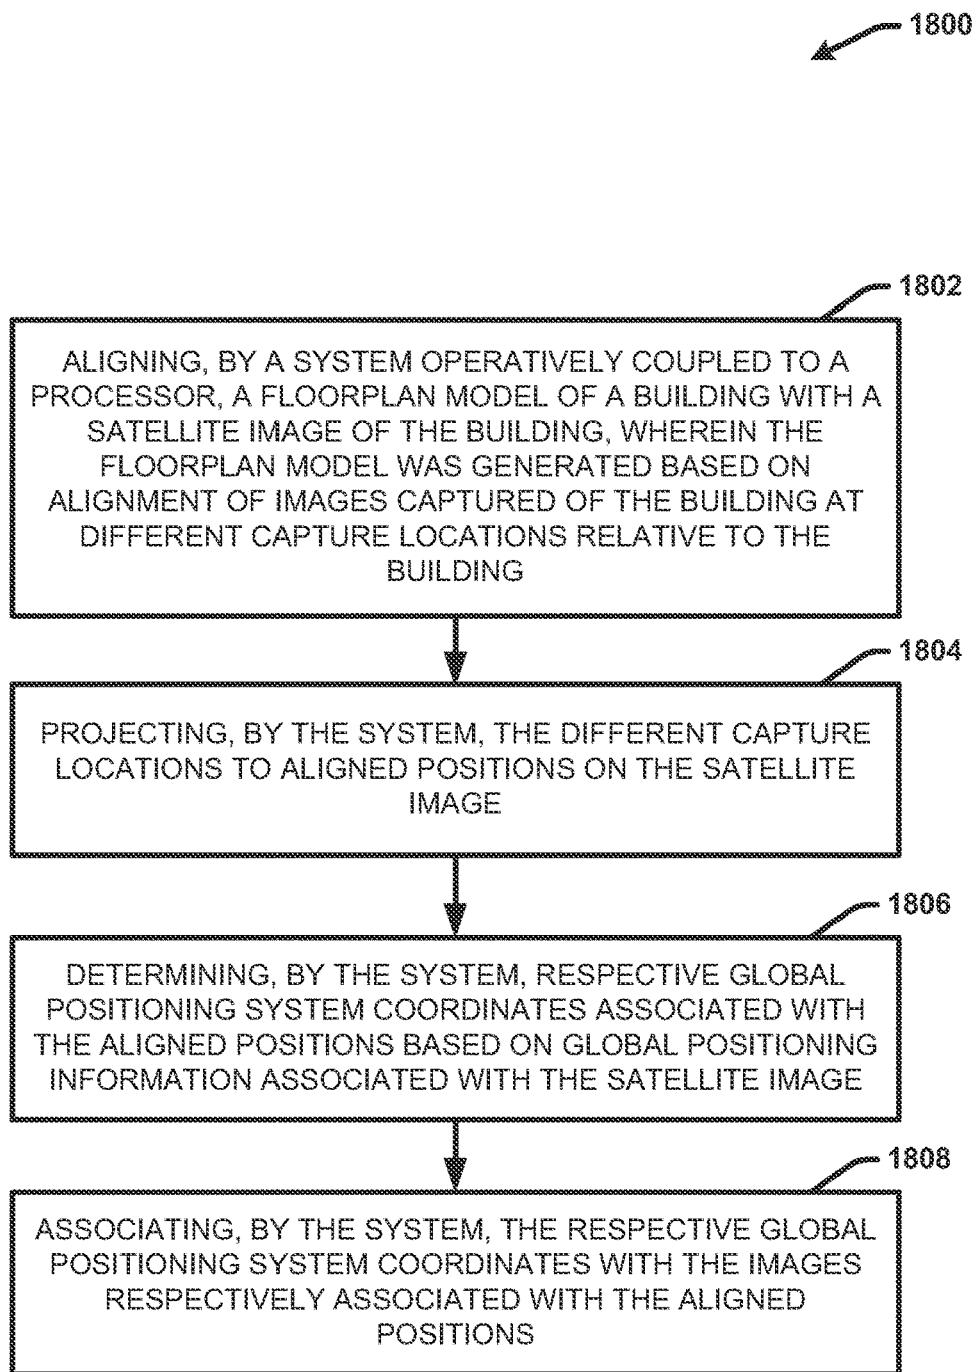 1800
1802
ALIGNING, BY A SYSTEM OPERATIVELY COUPLED TO A
PROCESSOR, A FLOORPLAN MODEL OF A BUILDING WITH A
SATELLITE IMAGE OF THE BUILDING, WHEREIN THE
FLOORPLAN MODEL WAS GENERATED BASED ON
ALIGNMENT OF IMAGES CAPTURED OF THE BUILDING AT
DIFFERENT CAPTURE LOCATIONS RELATIVE TO THE
BUILDING
1804
PROJECTING, BY THE SYSTEM, THE DIFFERENT CAPTURE
LOCATIONS TO ALIGNED POSITIONS ON THE SATELLITE
IMAGE
1806
DETERMINING, BY THE SYSTEM, RESPECTIVE GLOBAL
POSITIONING SYSTEM COORDINATES ASSOCIATED WITH
THE ALIGNED POSITIONS BASED ON GLOBAL POSITIONING
INFORMATION ASSOCIATED WITH THE SATELLITE IMAGE
1808
ASSOCIATING, BY THE SYSTEM, THE RESPECTIVE GLOBAL
POSITIONING SYSTEM COORDINATES WITH THE IMAGES
RESPECTIVELY ASSOCIATED WITH THE ALIGNED
POSITIONS